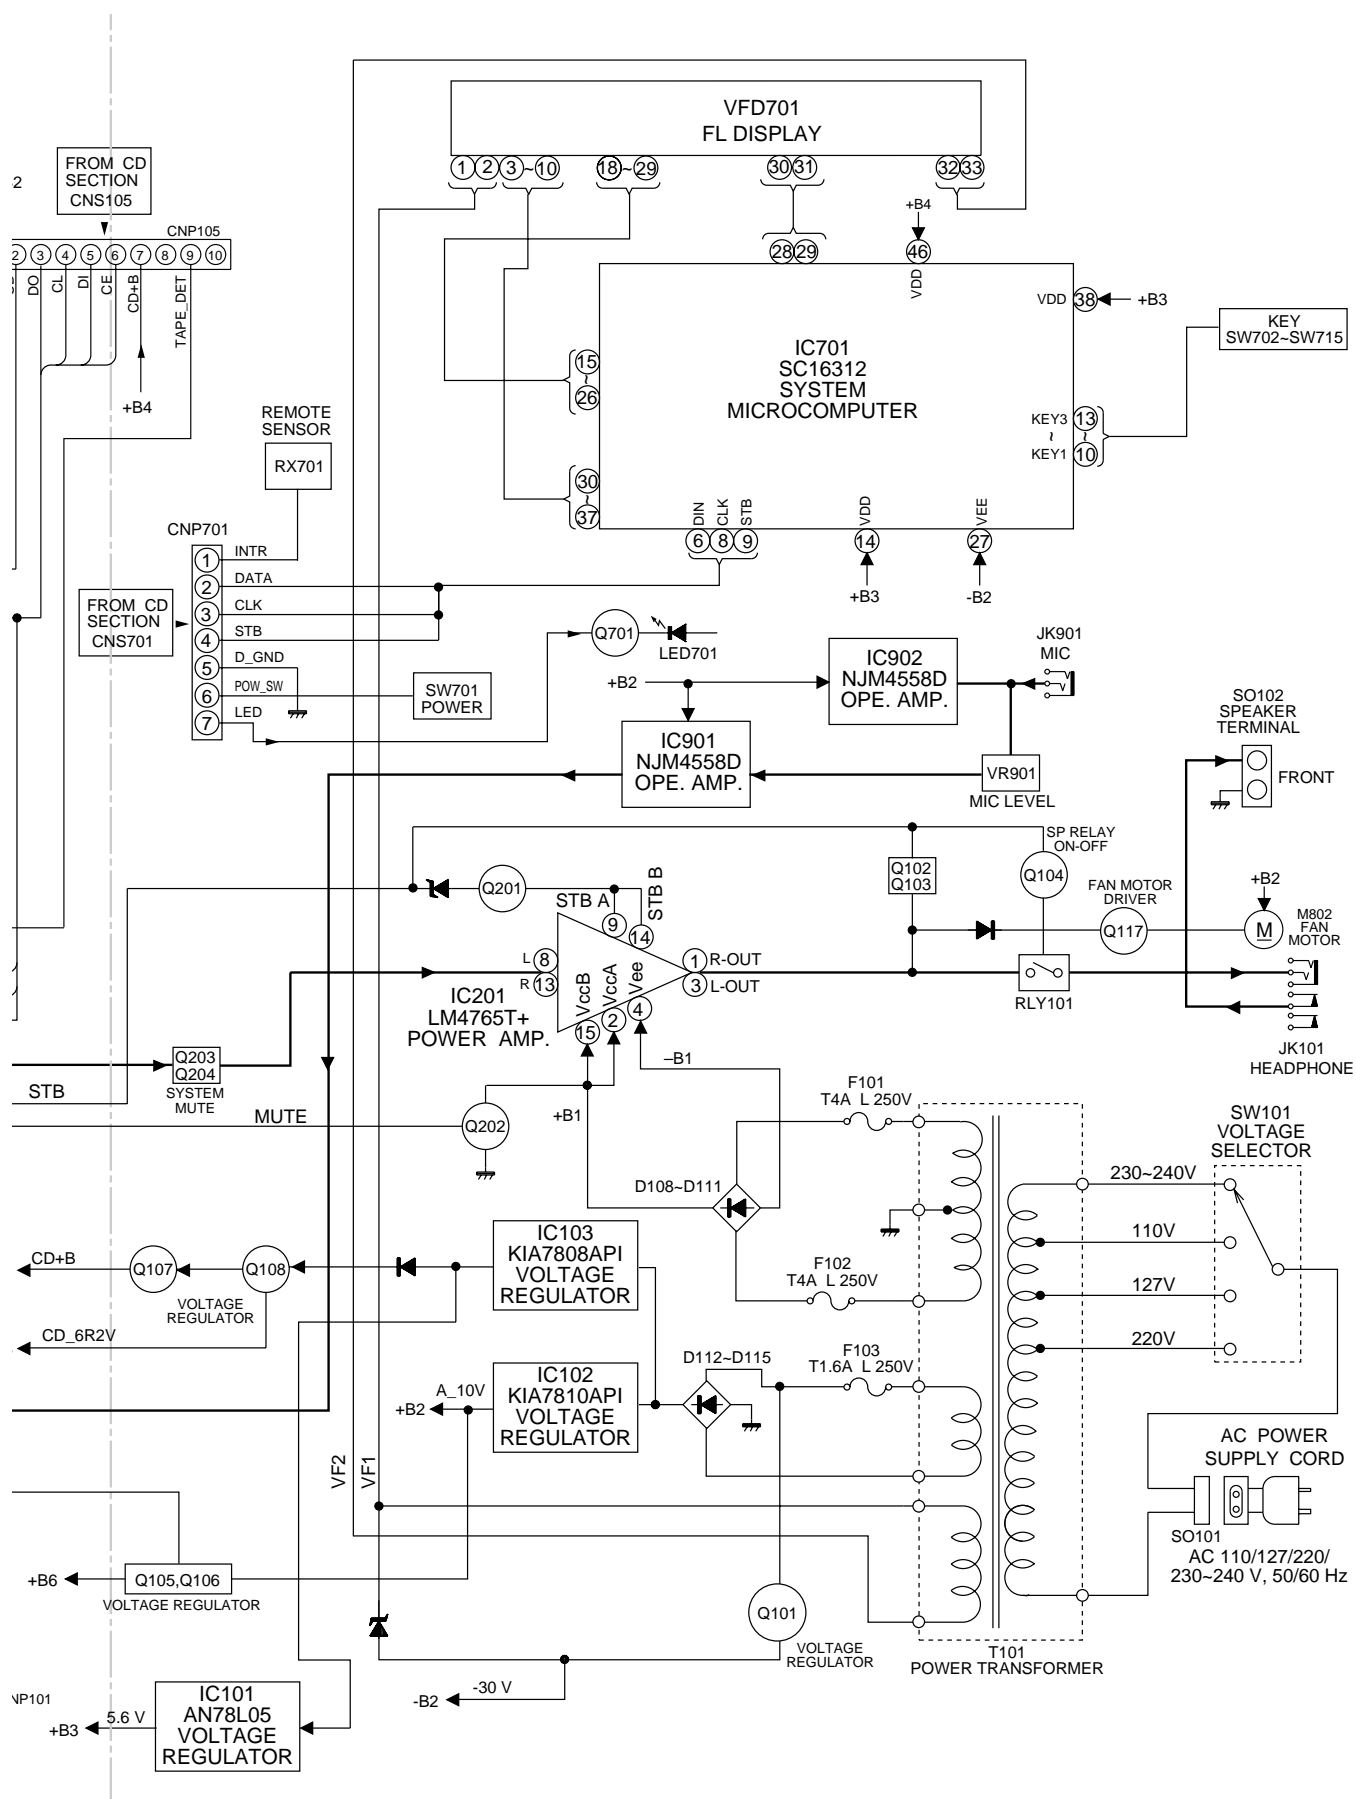 VFD701
FL DISPLAY
1 2 3 ~ 10 18 ~ 29 30 31 32 33
FROM CD
SECTION
CNS105
2
CNP105
2 3 4 5 6 7 8 9 10
DO
CL
DI
CE
CD+B
TAPE_DET
+B4
+B4
28 29
46
VDD
VDD 38 +B3
KEY
SW702~SW715
IC701
SC16312
SYSTEM
MICROCOMPUTER
15
~
26
30
~
37
KEY3 13
~ ~
KEY1 10
REMOTE
SENSOR
RX701
DIN
CLK
STB
VDD
VEE
6 8 9 14 27
+B3
-B2
CNP701
1 INTR
2 DATA
3 CLK
4 STB
5 D_GND
6 POW_SW
7 LED
FROM CD
SECTION
CNS701
SW701
POWER
Q701
LED701
+B2
IC902
NJM4558D
OPE. AMP.
JK901
MIC
IC901
NJM4558D
OPE. AMP.
VR901
MIC LEVEL
SO102
SPEAKER
TERMINAL
FRONT
SP RELAY
ON-OFF
Q102
Q103
Q104
FAN MOTOR
DRIVER
Q117
+B2
M
M802
FAN
MOTOR
Q201
STB A
STB B
9
14
L 8
R 13
VccB
VccA
Vee
15
2
4
1 R-OUT
3 L-OUT
IC201
LM4765T+
POWER AMP.
RLY101
JK101
HEADPHONE
Q203
Q204
SYSTEM
MUTE
STB
MUTE
Q202
+B1
–B1
F101
T4A L 250V
D108~D111
F102
T4A L 250V
SW101
VOLTAGE
SELECTOR
230~240V
110V
127V
220V
IC103
KIA7808API
VOLTAGE
REGULATOR
CD+B
Q107
Q108
VOLTAGE
REGULATOR
CD_6R2V
F103
T1.6A L 250V
D112~D115
IC102
KIA7810API
VOLTAGE
REGULATOR
A_10V
+B2
VF2
VF1
AC POWER
SUPPLY CORD
SO101
AC 110/127/220/
230~240 V, 50/60 Hz
+B6
Q105,Q106
VOLTAGE REGULATOR
Q101
VOLTAGE
REGULATOR
T101
POWER TRANSFORMER
-30 V
-B2
NP101
IC101
AN78L05
VOLTAGE
REGULATOR
5.6 V
+B3